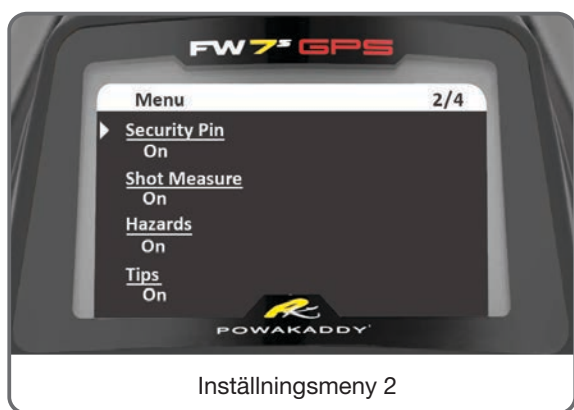 FW7s GPS
Menu 2/4
Security Pin
On
Shot Measure
On
Hazards
On
Tips
On
POWAKADDY
Inställningsmeny 2